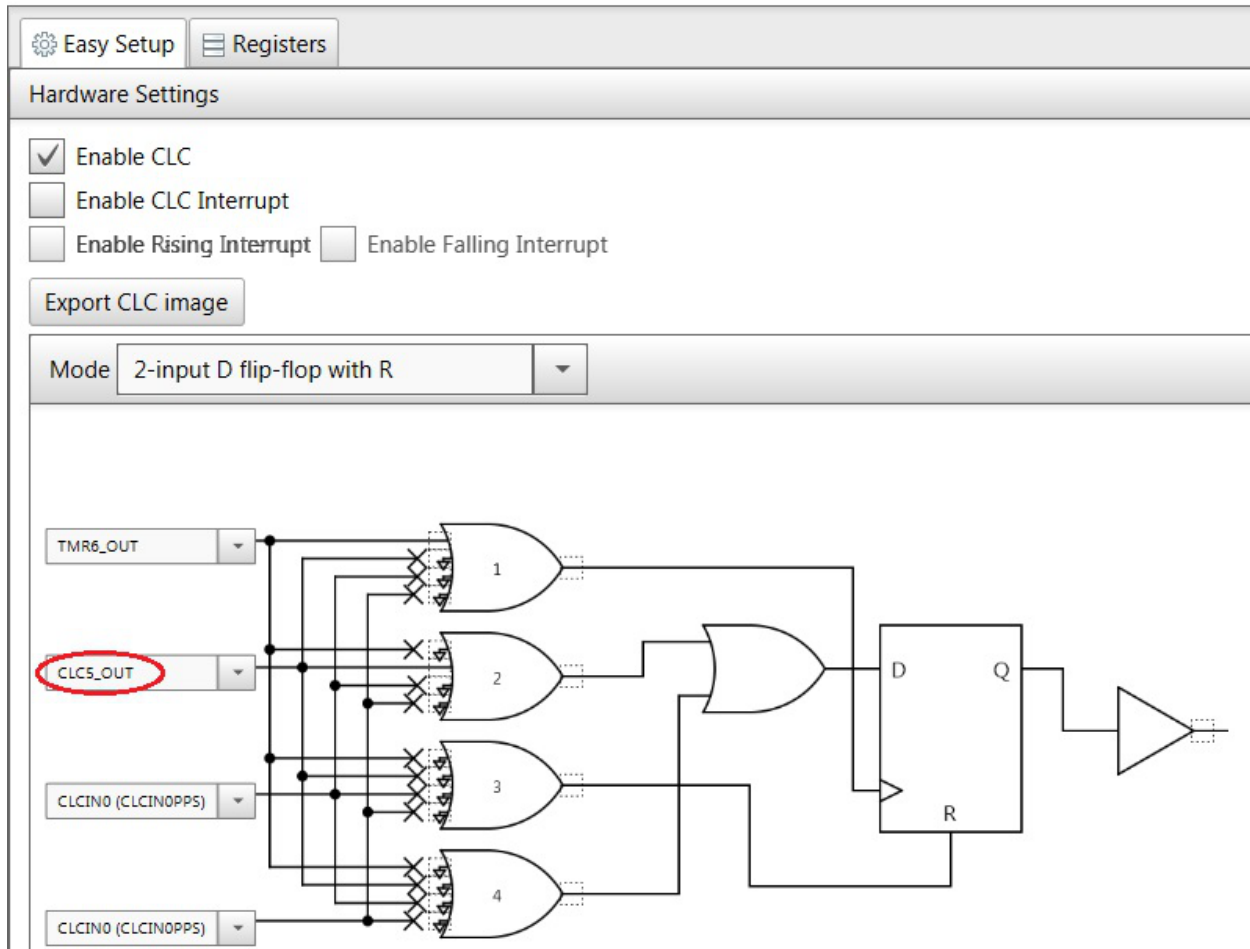 Easy Setup Registers
Hardware Settings
Enable CLC
Enable CLC Interrupt
Enable Rising Interrupt Enable Falling Interrupt
Export CLC image
Mode 2-input D flip-flop with R
TMR6_OUT
1
CLC5_OUT
2
D Q
CLCIN0 (CLCIN0PPS)
3
R
4
CLCIN0 (CLCIN0PPS)